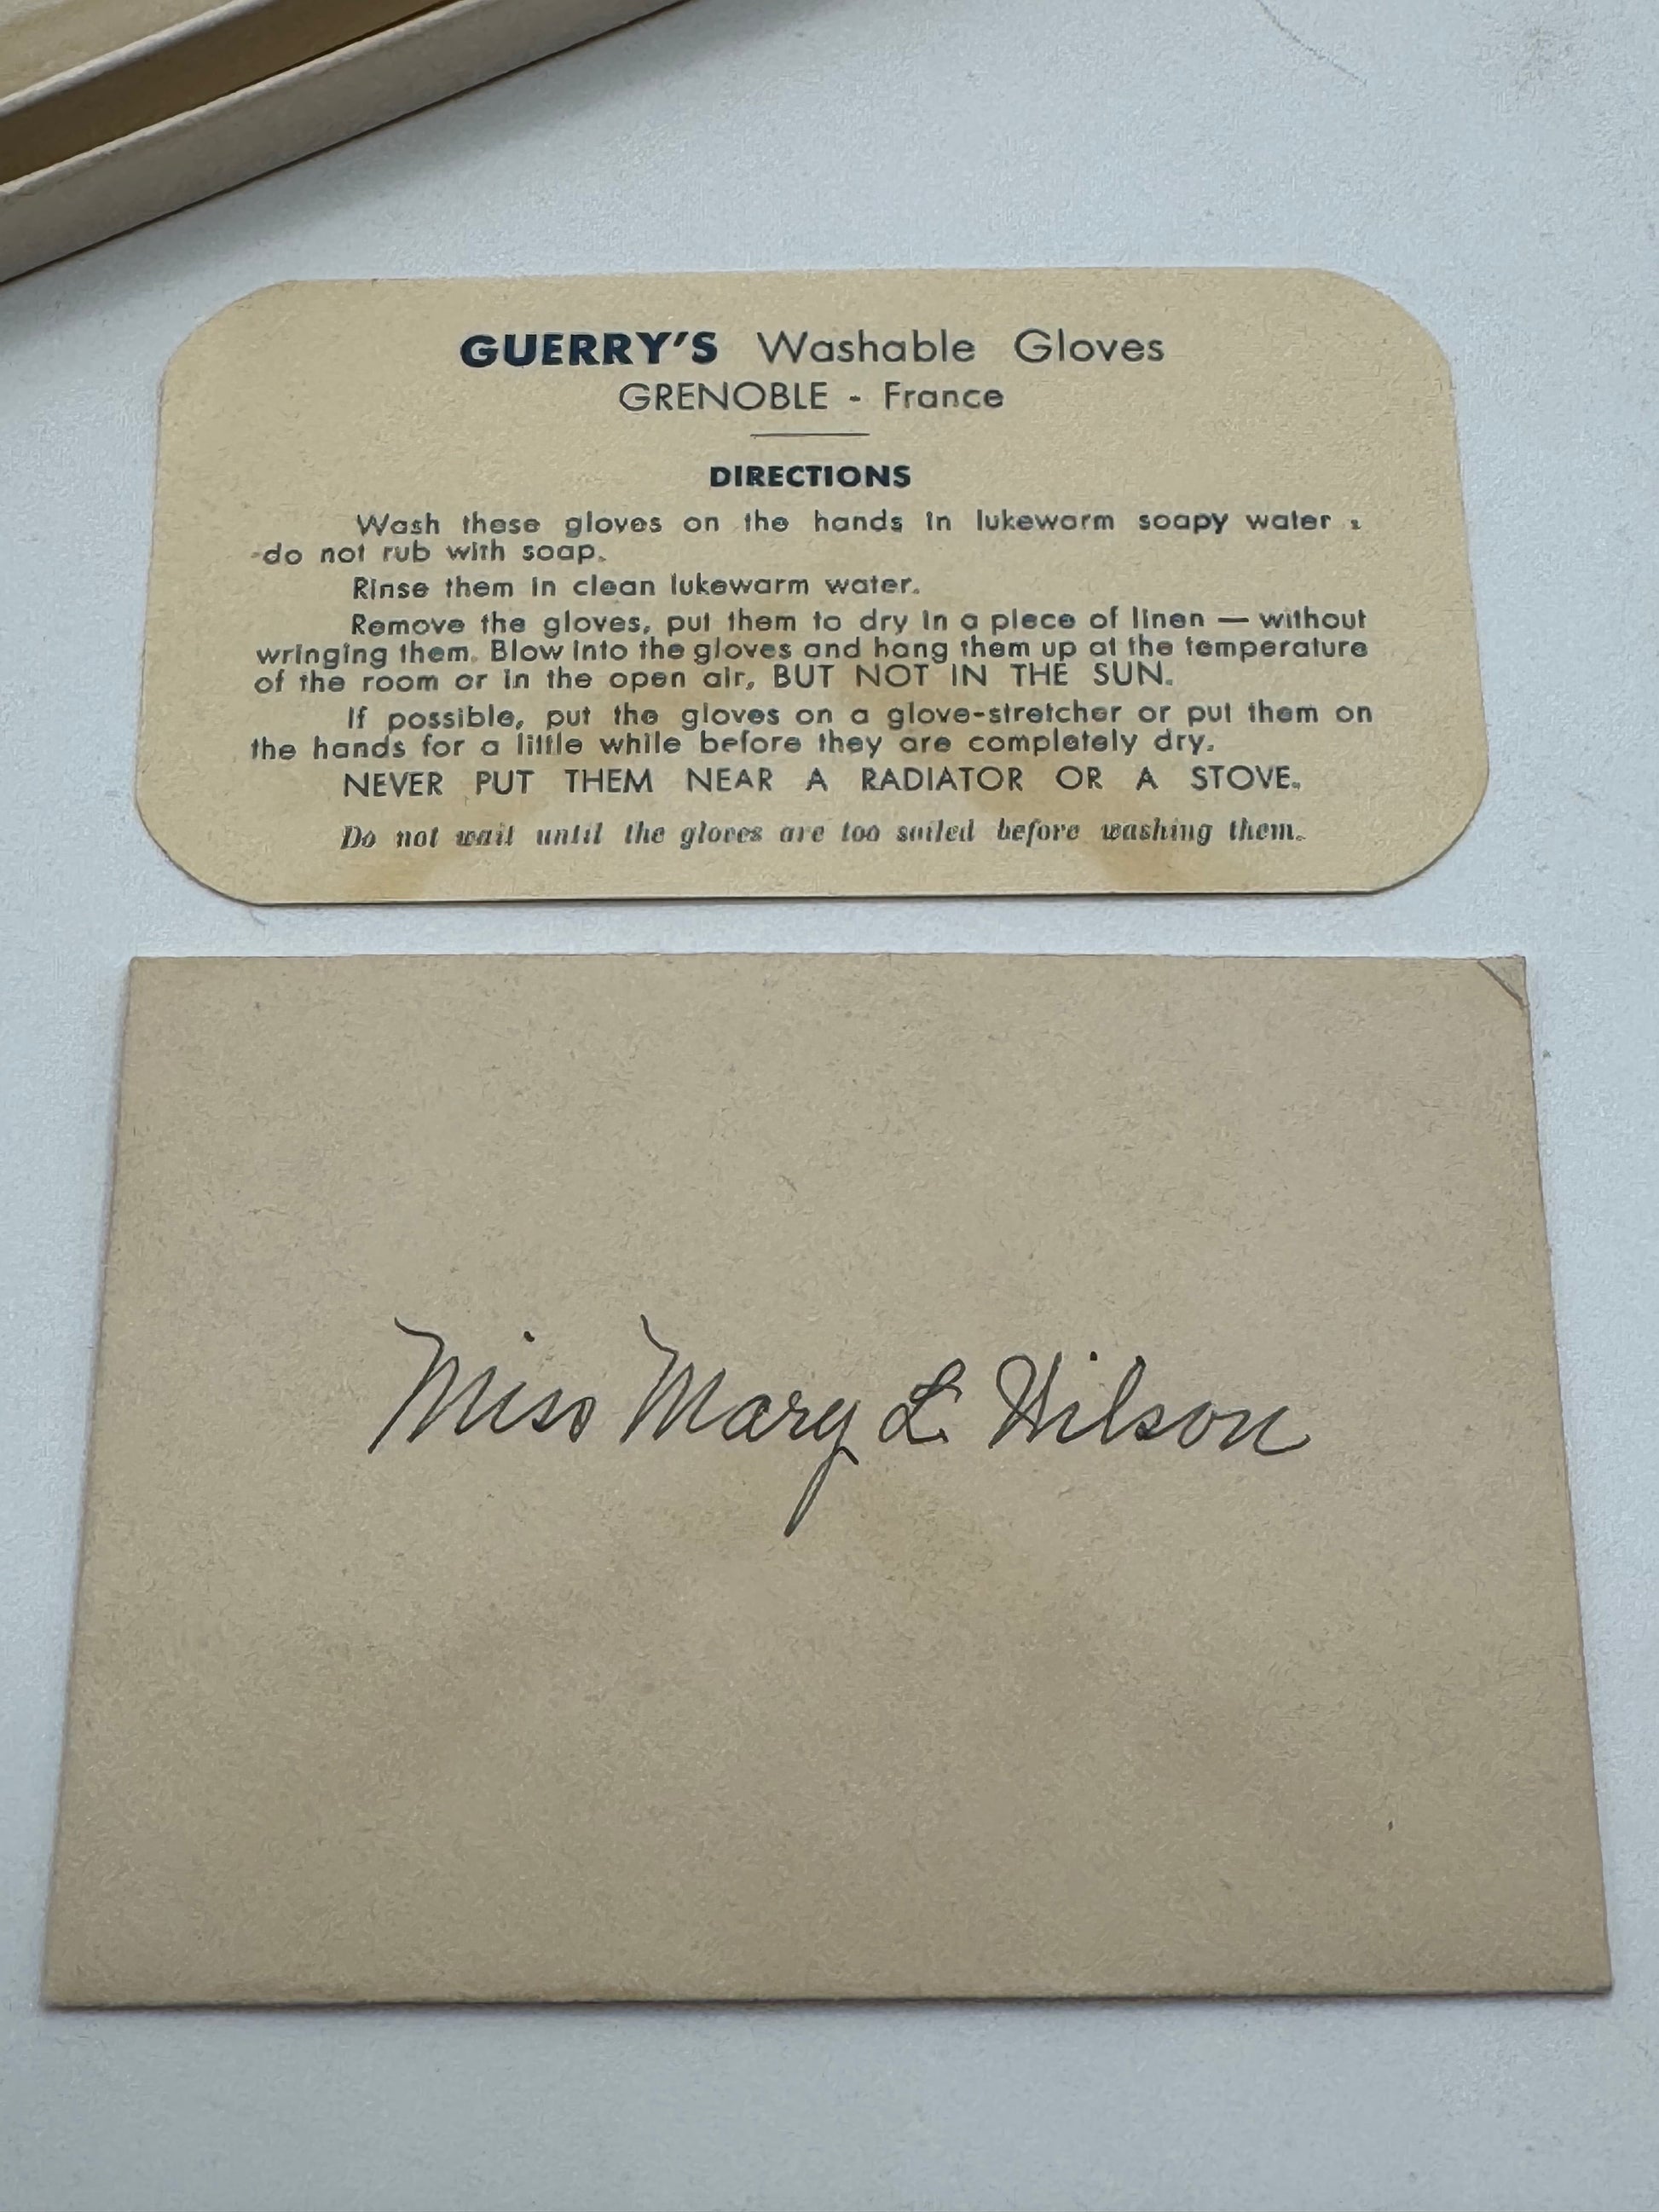 GUERRY'S Washable Gloves
GRENOBLE - France
DIRECTIONS
Wash these gloves on the hands in lukewarm soapy water ;
-do not rub with soap.
Rinse them in clean lukewarm water.
Remove the gloves, put them to dry in a piece of linen — without
wringing them. Blow into the gloves and hang them up at the temperature
of the room or in the open air, BUT NOT IN THE SUN.
If possible, put the gloves on a glove-stretcher or put them on
the hands for a little while before they are completely dry.
NEVER PUT THEM NEAR A RADIATOR OR A STOVE.
Do not wait until the gloves are too soiled before washing them.
Miss Mary L. Wilson